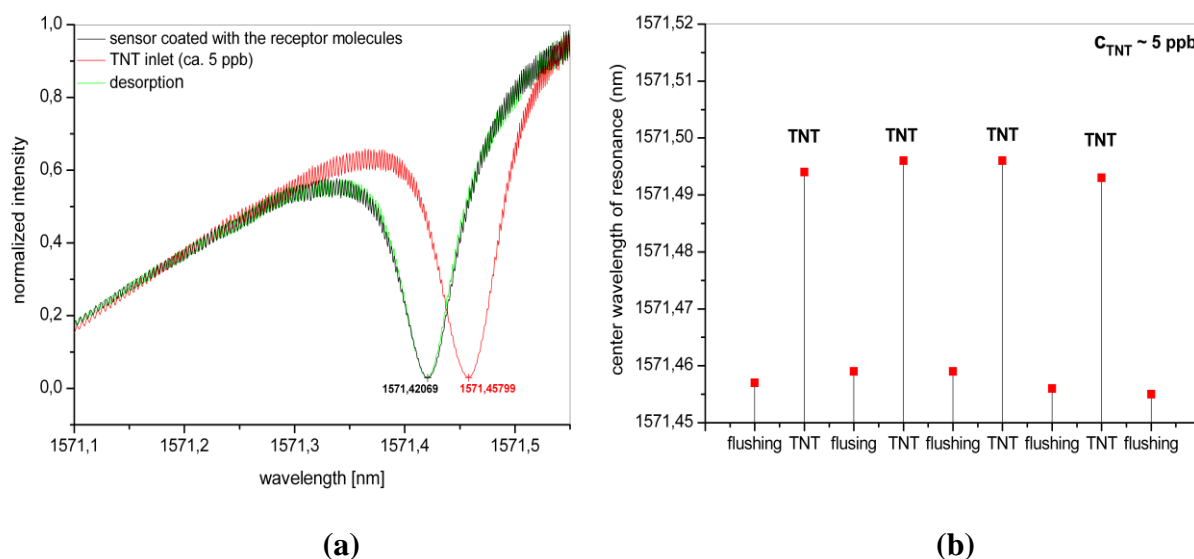 1,0
0,8
0,6
0,4
0,2
0,0
normalized intensity
sensor coated with the receptor molecules
TNT inlet (ca. 5 ppb)
desorption
1571,42069
1571,45799
1571,1
1571,2
1571,3
1571,4
1571,5
wavelength [nm]
(a)
1571,52
1571,51
1571,50
1571,49
1571,48
1571,47
1571,46
1571,45
center wavelength of resonance (nm)
cTNT ~ 5 ppb
TNT
TNT
TNT
TNT
flushing TNT flusing TNT flushing TNT flushing TNT flushing
(b)